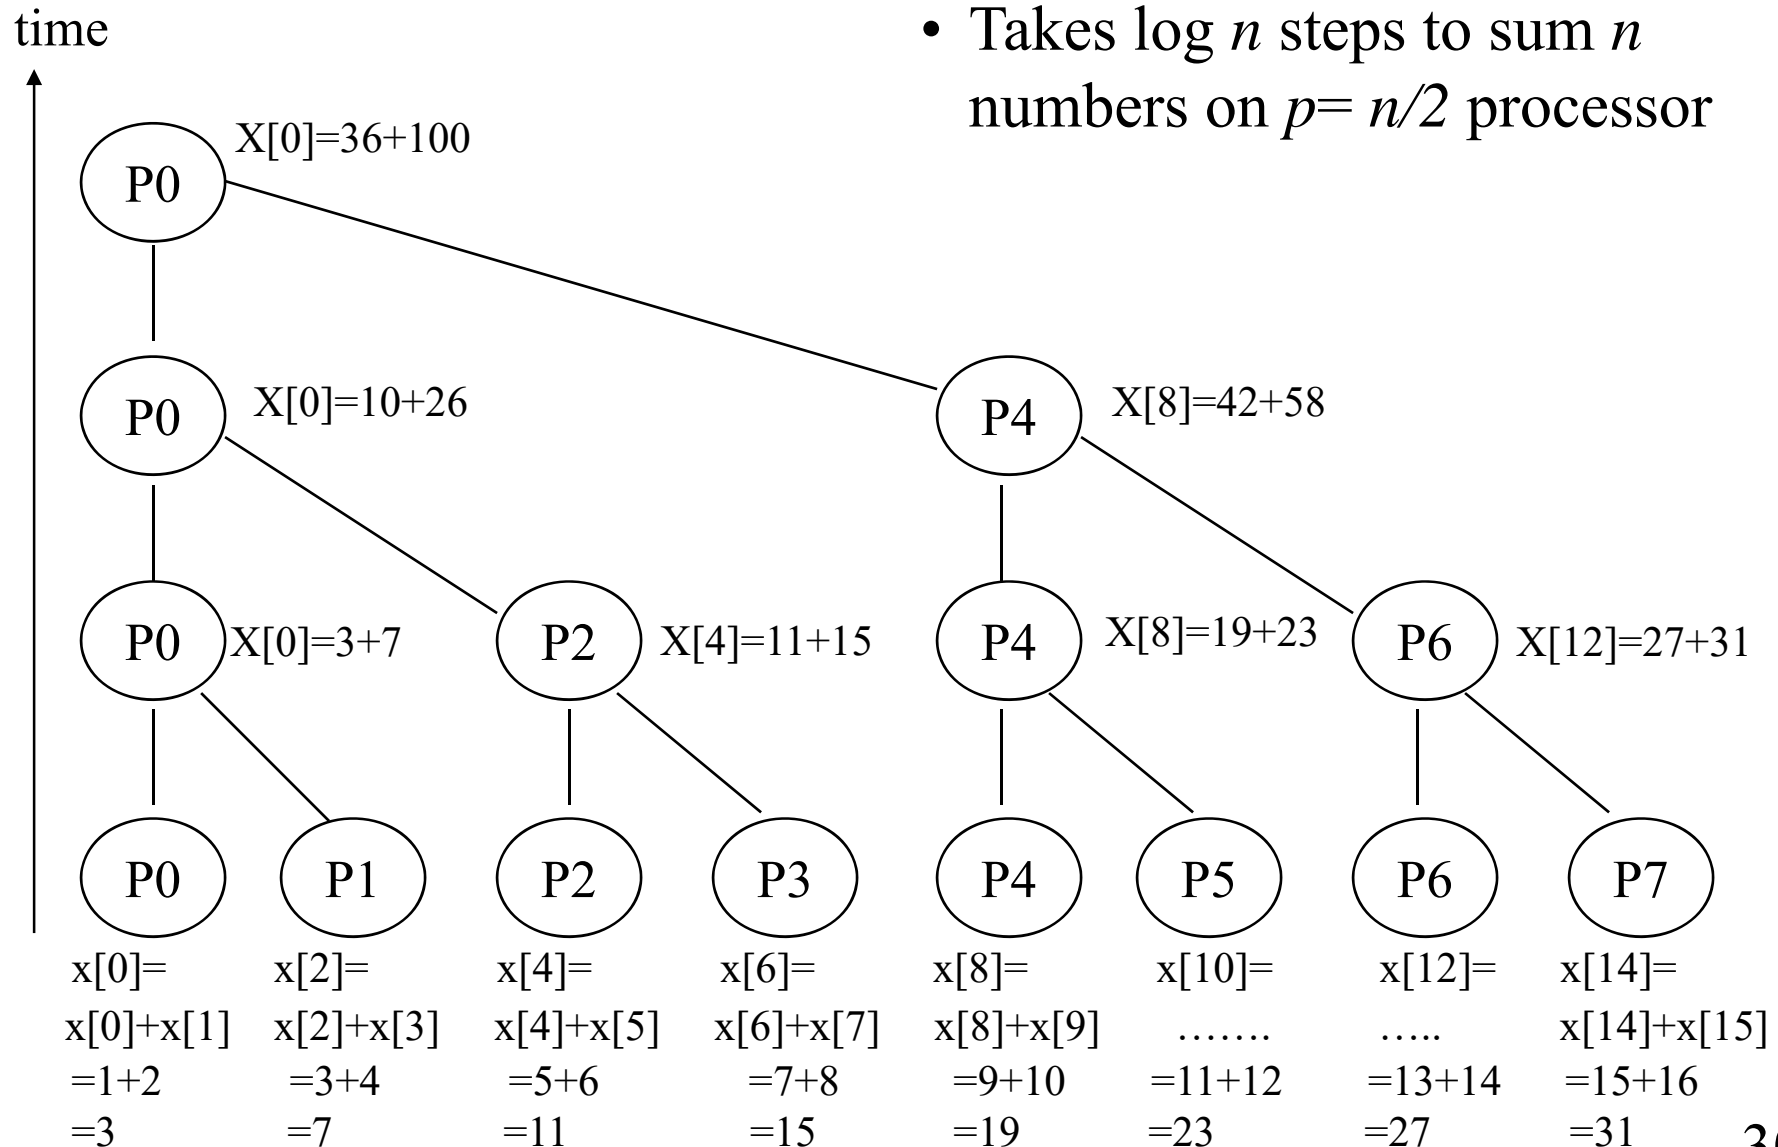 time
• Takes log n steps to sum n
numbers on p= n/2 processor
X[0]=36+100
P0
P0
X[0]=10+26
P4
X[8]=42+58
P0
X[0]=3+7
P2
X[4]=11+15
P4
X[8]=19+23
P6
X[12]=27+31
P0 P1 P2 P3 P4 P5 P6 P7
x[0]= x[2]= x[4]= x[6]= x[8]= x[10]= x[12]= x[14]=
x[0]+x[1] x[2]+x[3] x[4]+x[5] x[6]+x[7] x[8]+x[9] ……. ….. x[14]+x[15]
=1+2 =3+4 =5+6 =7+8 =9+10 =11+12 =13+14 =15+16
=3 =7 =11 =15 =19 =23 =27 =31